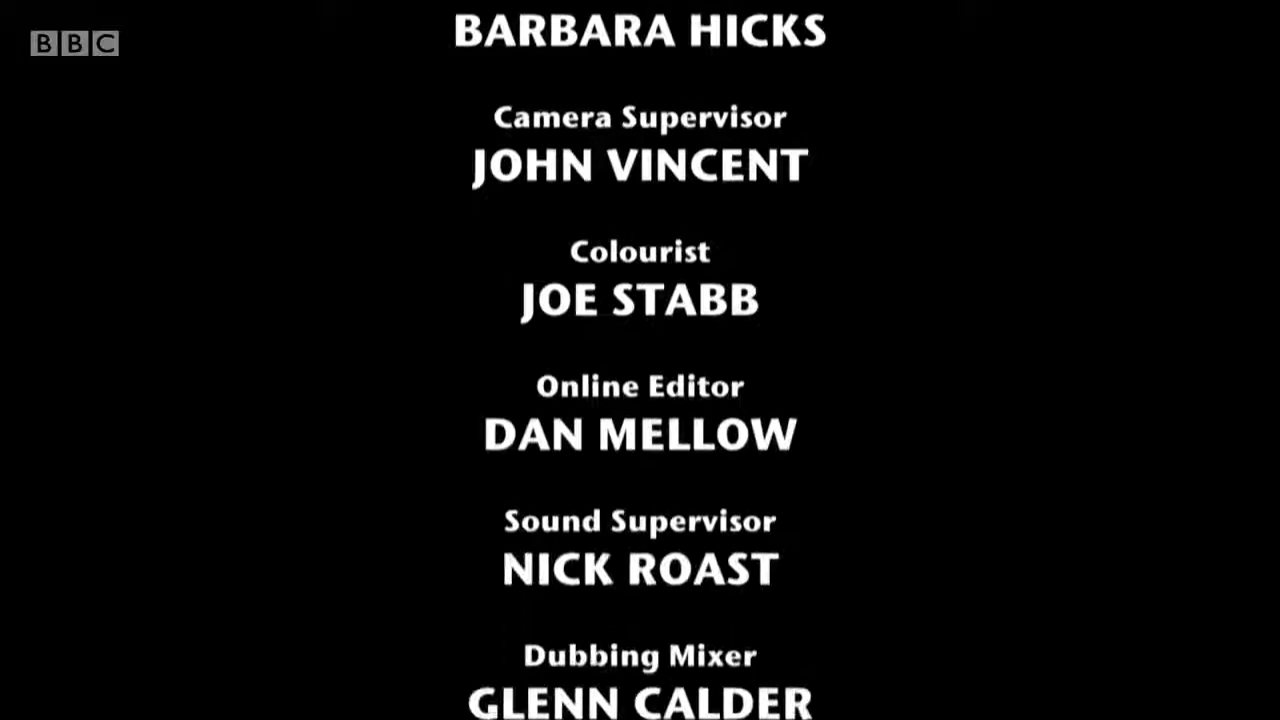 BBC
BARBARA HICKS
Camera Supervisor
JOHN VINCENT
Colourist
JOE STABB
Online Editor
DAN MELLOW
Sound Supervisor
NICK ROAST
Dubbing Mixer
GLENN CALDER